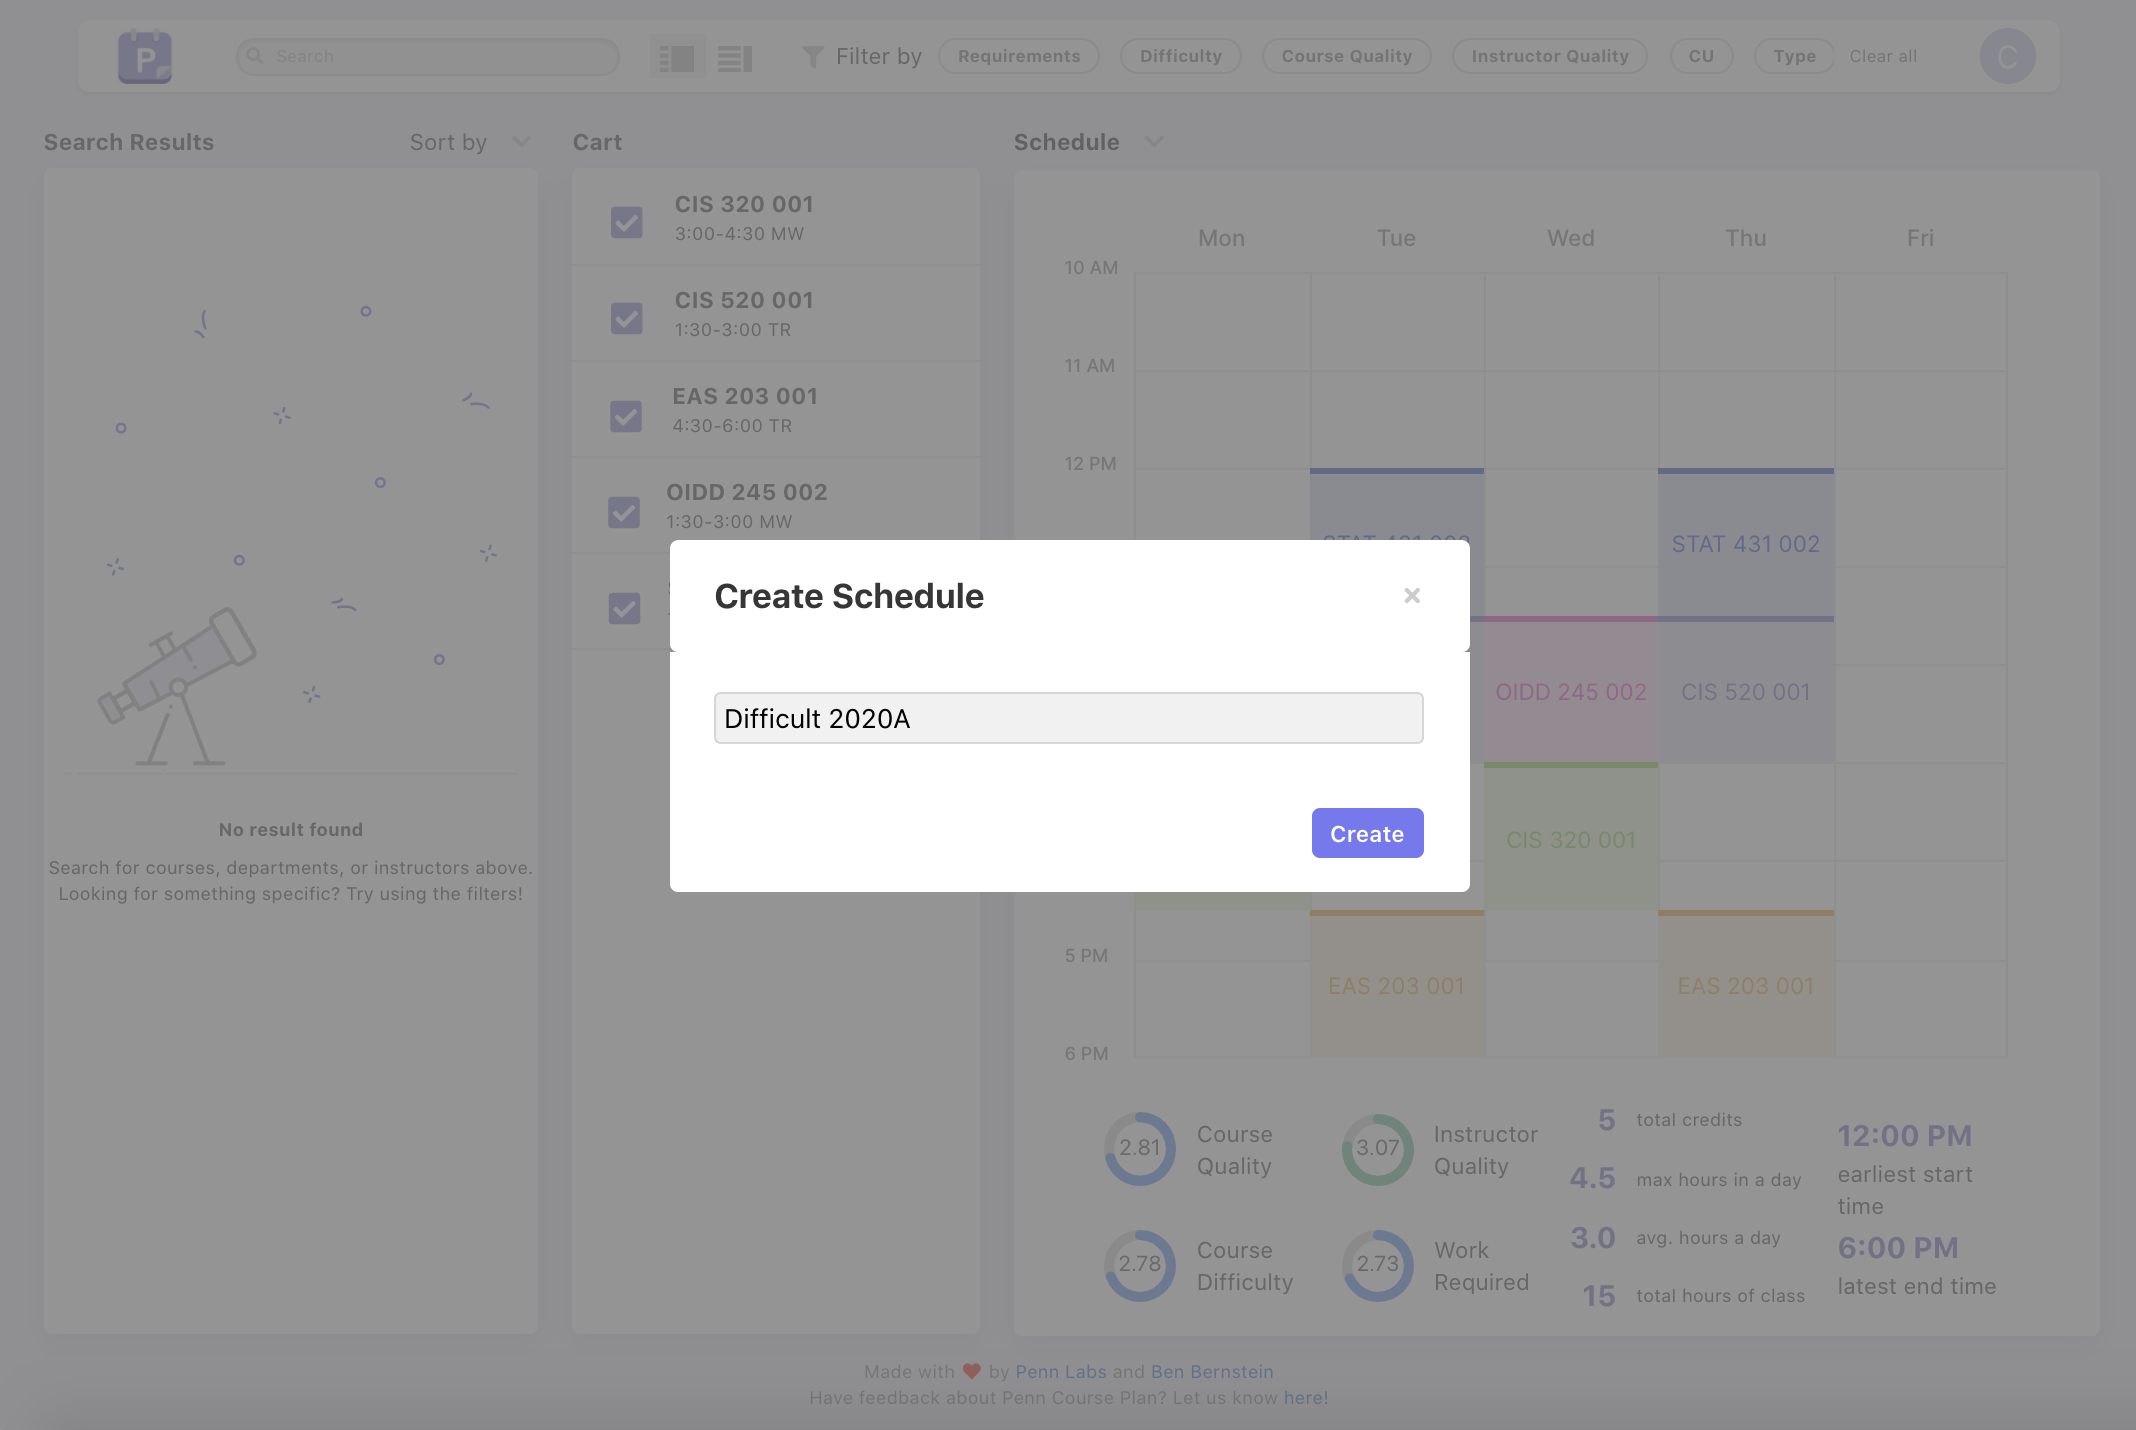 P
Search
Filter by
Requirements
Difficulty
Course Quality
Instructor Quality
CU
Type
Clear all
C
Search Results
Sort by
Cart
Schedule
CIS 320 001
3:00-4:30 MW
CIS 520 001
1:30-3:00 TR
EAS 203 001
4:30-6:00 TR
OIDD 245 002
1:30-3:00 MW
Mon
Tue
Wed
Thu
Fri
10 AM
11 AM
12 PM
STAT 431 002
STAT 431 002
OIDD 245 002
CIS 520 001
CIS 320 001
5 PM
EAS 203 001
EAS 203 001
6 PM
Create Schedule
Difficult 2020A
Create
No result found
Search for courses, departments, or instructors above.
Looking for something specific? Try using the filters!
2.81
Course
Quality
3.07
Instructor
Quality
2.78
Course
Difficulty
2.73
Work
Required
5 total credits
4.5 max hours in a day
3.0 avg. hours a day
15 total hours of class
12:00 PM
earliest start
time
6:00 PM
latest end time
Made with ❤ by Penn Labs and Ben Bernstein
Have feedback about Penn Course Plan? Let us know here!